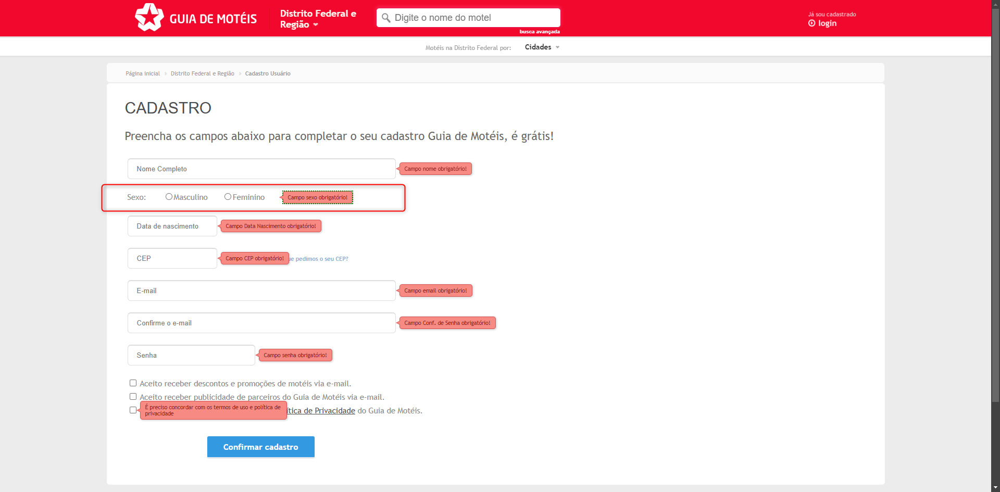 GUIA DE MOTÉIS
Distrito Federal e
Região
Digite o nome do motel
busca avançada
Já sou cadastrado
login
Motéis na Distrito Federal por:
Cidades
Página inicial
Distrito Federal e Região
Cadastro Usuário
CADASTRO
Preencha os campos abaixo para completar o seu cadastro Guia de Motéis, é grátis!
Nome Completo
Campo nome obrigatório!
Sexo:
Masculino
Feminino
Campo sexo obrigatório!
Data de nascimento
Campo Data Nascimento obrigatório!
CEP
Campo CEP obrigatório!
pedimos o seu CEP?
E-mail
Campo email obrigatório!
Confirme o e-mail
Campo Conf. de Senha obrigatório!
Senha
Campo senha obrigatório!
Aceito receber descontos e promoções de motéis via e-mail.
Aceito receber publicidade de parceiros do Guia de Motéis via e-mail.
É preciso concordar com os termos de uso e política de
privacidade
ítica de Privacidade do Guia de Motéis.
Confirmar cadastro